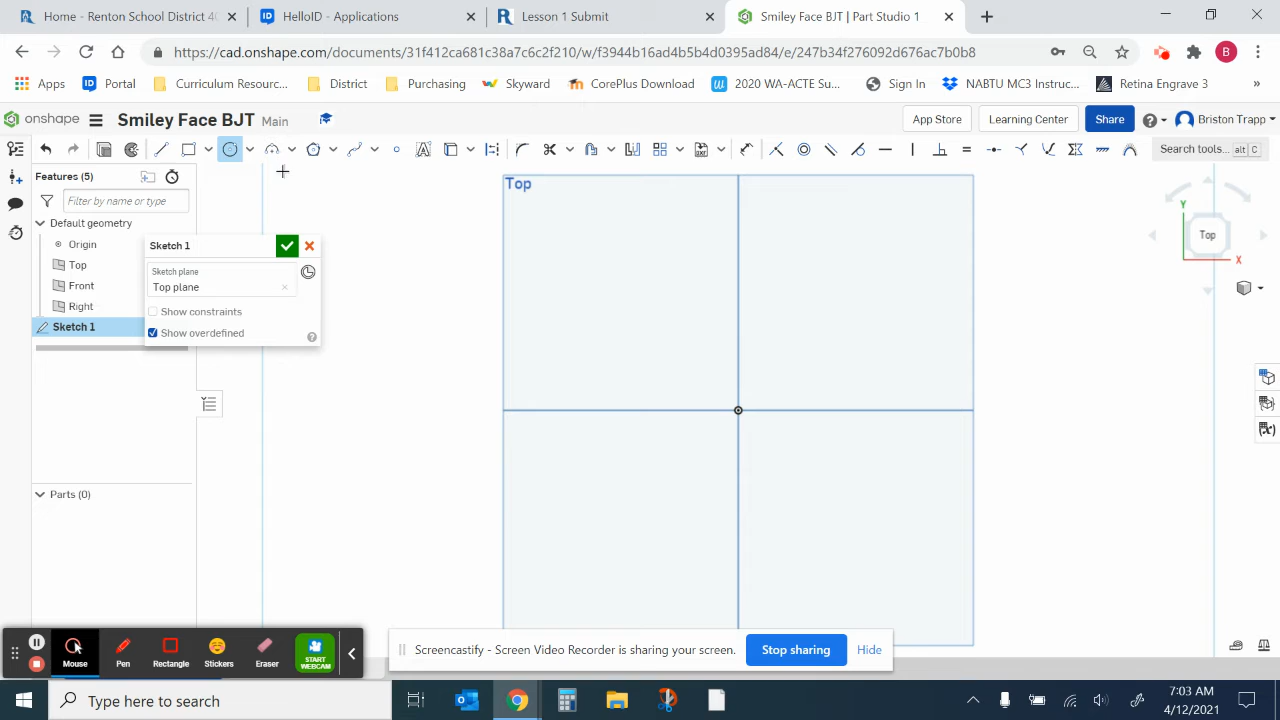 Home - Renton School District 40
HelloID - Applications
Lesson 1 Submit
Smiley Face BJT | Part Studio 1
https://cad.onshape.com/documents/31f412ca681c38a7c6c2f210/w/f3944b16ad4b5b4d0395ad84/e/247b34f276092d676ac7b0b8
B
Apps
ID Portal
Curriculum Resourc...
District
Purchasing
Skyward
CorePlus Download
2020 WA-ACTE Su...
Sign In
NABTU MC3 Instruc...
Retina Engrave 3
»
onshape
Smiley Face BJT Main
App Store
Learning Center
Share
Briston Trapp
Search tools... alt C
Features (5)
Filter by name or type
Default geometry
Origin
Top
Front
Right
Sketch 1
Sketch 1
Sketch plane
Top plane
Show constraints
Show overdefined
Top
Y
Top
X
Parts (0)
Mouse
Pen
Rectangle
Stickers
Eraser
START WEBCAM
Screencastify - Screen Video Recorder is sharing your screen.
Stop sharing
Hide
Type here to search
7:03 AM
4/12/2021